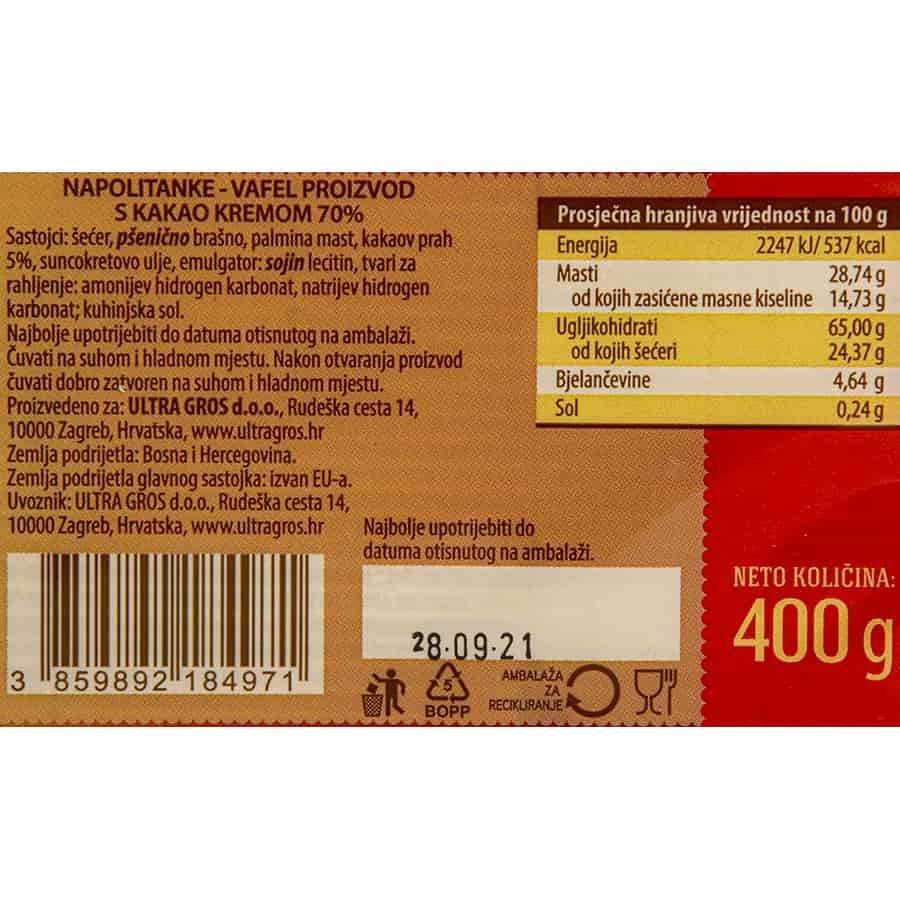 NAPOLITANKE - VAFEL PROIZVOD
S KAKAO KREMOM 70%
Sastojci: šećer, pšenično brašno, palmina mast, kakaov prah
5%, suncokretovo ulje, emulgator: sojin lecitin, tvari za
rahljenje: amonijev hidrogen karbonat, natrijev hidrogen
karbonat; kuhinjska sol.
Najbolje upotrijebiti do datuma otisnutog na ambalaži.
Čuvati na suhom i hladnom mjestu. Nakon otvaranja proizvod
čuvati dobro zatvoren na suhom i hladnom mjestu.
Proizvedeno za: ULTRA GROS d.o.o., Rudeška cesta 14,
10000 Zagreb, Hrvatska, www.ultragros.hr
Zemlja podrijetla: Bosna i Hercegovina.
Zemlja podrijetla glavnog sastojka: izvan EU-a.
Uvoznik: ULTRA GROS d.o.o., Rudeška cesta 14,
10000 Zagreb, Hrvatska, www.ultragros.hr
3 859892 184971
Najbolje upotrijebiti do
datuma otisnutog na ambalaži.
28.09.21
5
BOPP
AMBALAŽA
ZA
RECIKLIRANJE
Prosječna hranjiva vrijednost na 100 g
Energija 2247 kJ/ 537 kcal
Masti 28,74 g
od kojih zasićene masne kiseline 14,73 g
Ugljikohidrati 65,00 g
od kojih šećeri 24,37 g
Bjelančevine 4,64 g
Sol 0,24 g
NETO KOLIČINA:
400 g